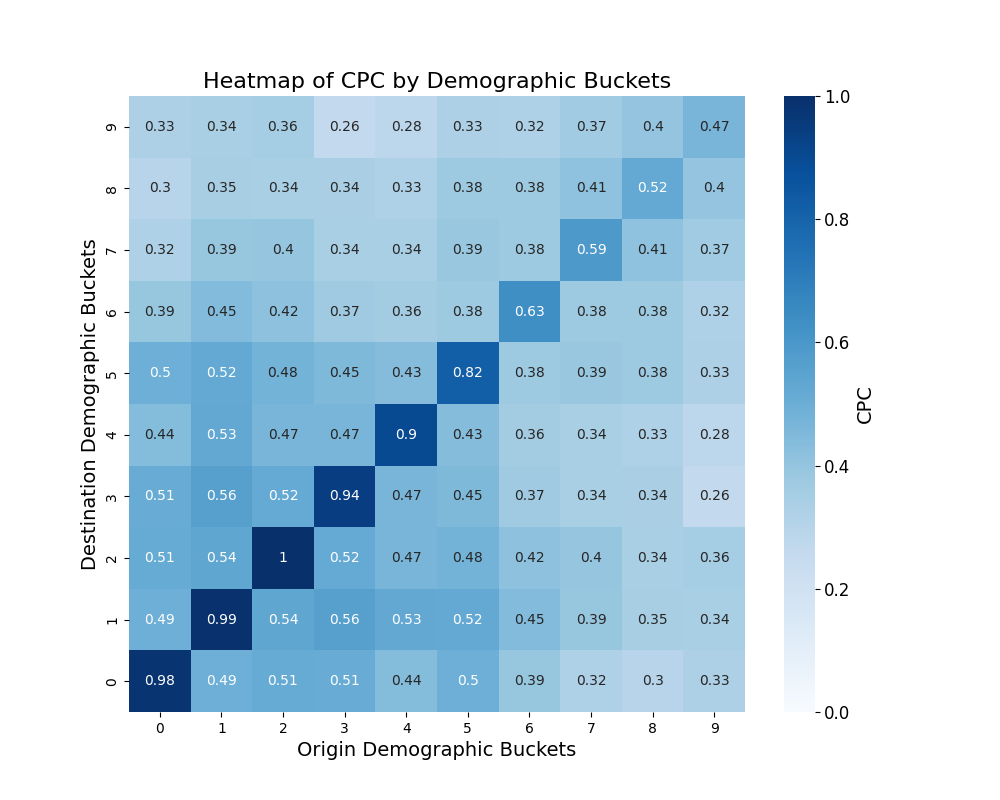 Heatmap of CPC by Demographic Buckets
9 0.33 0.34 0.36 0.26 0.28 0.33 0.32 0.37 0.4 0.47
8 0.3 0.35 0.34 0.34 0.33 0.38 0.38 0.41 0.52 0.4
7 0.32 0.39 0.4 0.34 0.34 0.39 0.38 0.59 0.41 0.37
6 0.39 0.45 0.42 0.37 0.36 0.38 0.63 0.38 0.38 0.32
5 0.5 0.52 0.48 0.45 0.43 0.82 0.38 0.39 0.38 0.33
4 0.44 0.53 0.47 0.47 0.9 0.43 0.36 0.34 0.33 0.28
3 0.51 0.56 0.52 0.94 0.47 0.45 0.37 0.34 0.34 0.26
2 0.51 0.54 1 0.52 0.47 0.48 0.42 0.4 0.34 0.36
1 0.49 0.99 0.54 0.56 0.53 0.52 0.45 0.39 0.35 0.34
0 0.98 0.49 0.51 0.51 0.44 0.5 0.39 0.32 0.3 0.33
0 1 2 3 4 5 6 7 8 9
Origin Demographic Buckets
Destination Demographic Buckets
1.0
0.8
0.6
0.4
0.2
0.0
CPC